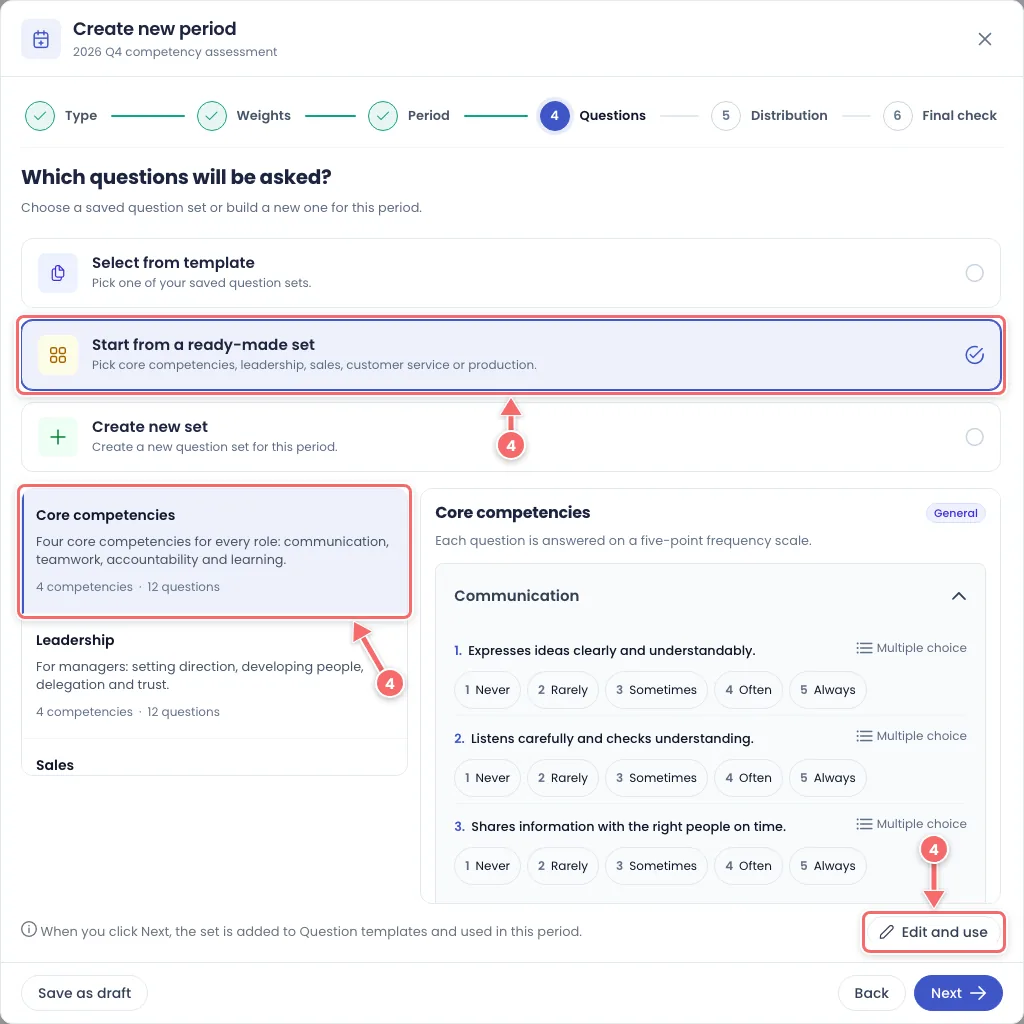 Create new period
2026 Q4 competency assessment
Type
Weights
Period
4 Questions
5 Distribution
6 Final check
Which questions will be asked?
Choose a saved question set or build a new one for this period.
Select from template
Pick one of your saved question sets.
Start from a ready-made set
Pick core competencies, leadership, sales, customer service or production.
4
Create new set
Create a new question set for this period.
Core competencies
Four core competencies for every role: communication,
teamwork, accountability and learning.
4 competencies · 12 questions
4
Leadership
For managers: setting direction, developing people,
delegation and trust.
4 competencies · 12 questions
Sales
Core competencies
General
Each question is answered on a five-point frequency scale.
Communication
1. Expresses ideas clearly and understandably.
Multiple choice
1 Never 2 Rarely 3 Sometimes 4 Often 5 Always
2. Listens carefully and checks understanding.
Multiple choice
1 Never 2 Rarely 3 Sometimes 4 Often 5 Always
3. Shares information with the right people on time.
Multiple choice
1 Never 2 Rarely 3 Sometimes 4 Often 5 Always
4
When you click Next, the set is added to Question templates and used in this period.
Edit and use
Save as draft
Back
Next